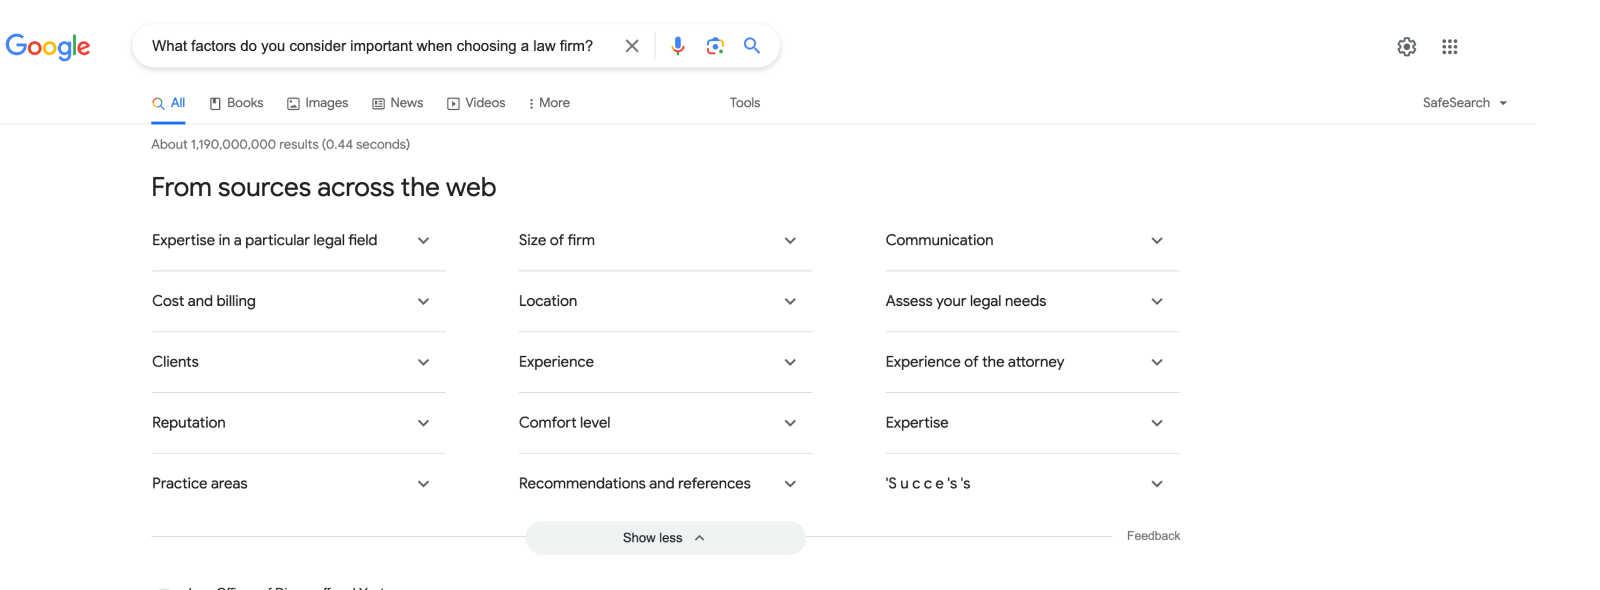 Google
What factors do you consider important when choosing a law firm?
All Books Images News Videos More Tools SafeSearch
About 1,190,000,000 results (0.44 seconds)
From sources across the web
Expertise in a particular legal field Size of firm Communication
Cost and billing Location Assess your legal needs
Clients Experience Experience of the attorney
Reputation Comfort level Expertise
Practice areas Recommendations and references 'S u c c e 's 's
Show less
Feedback